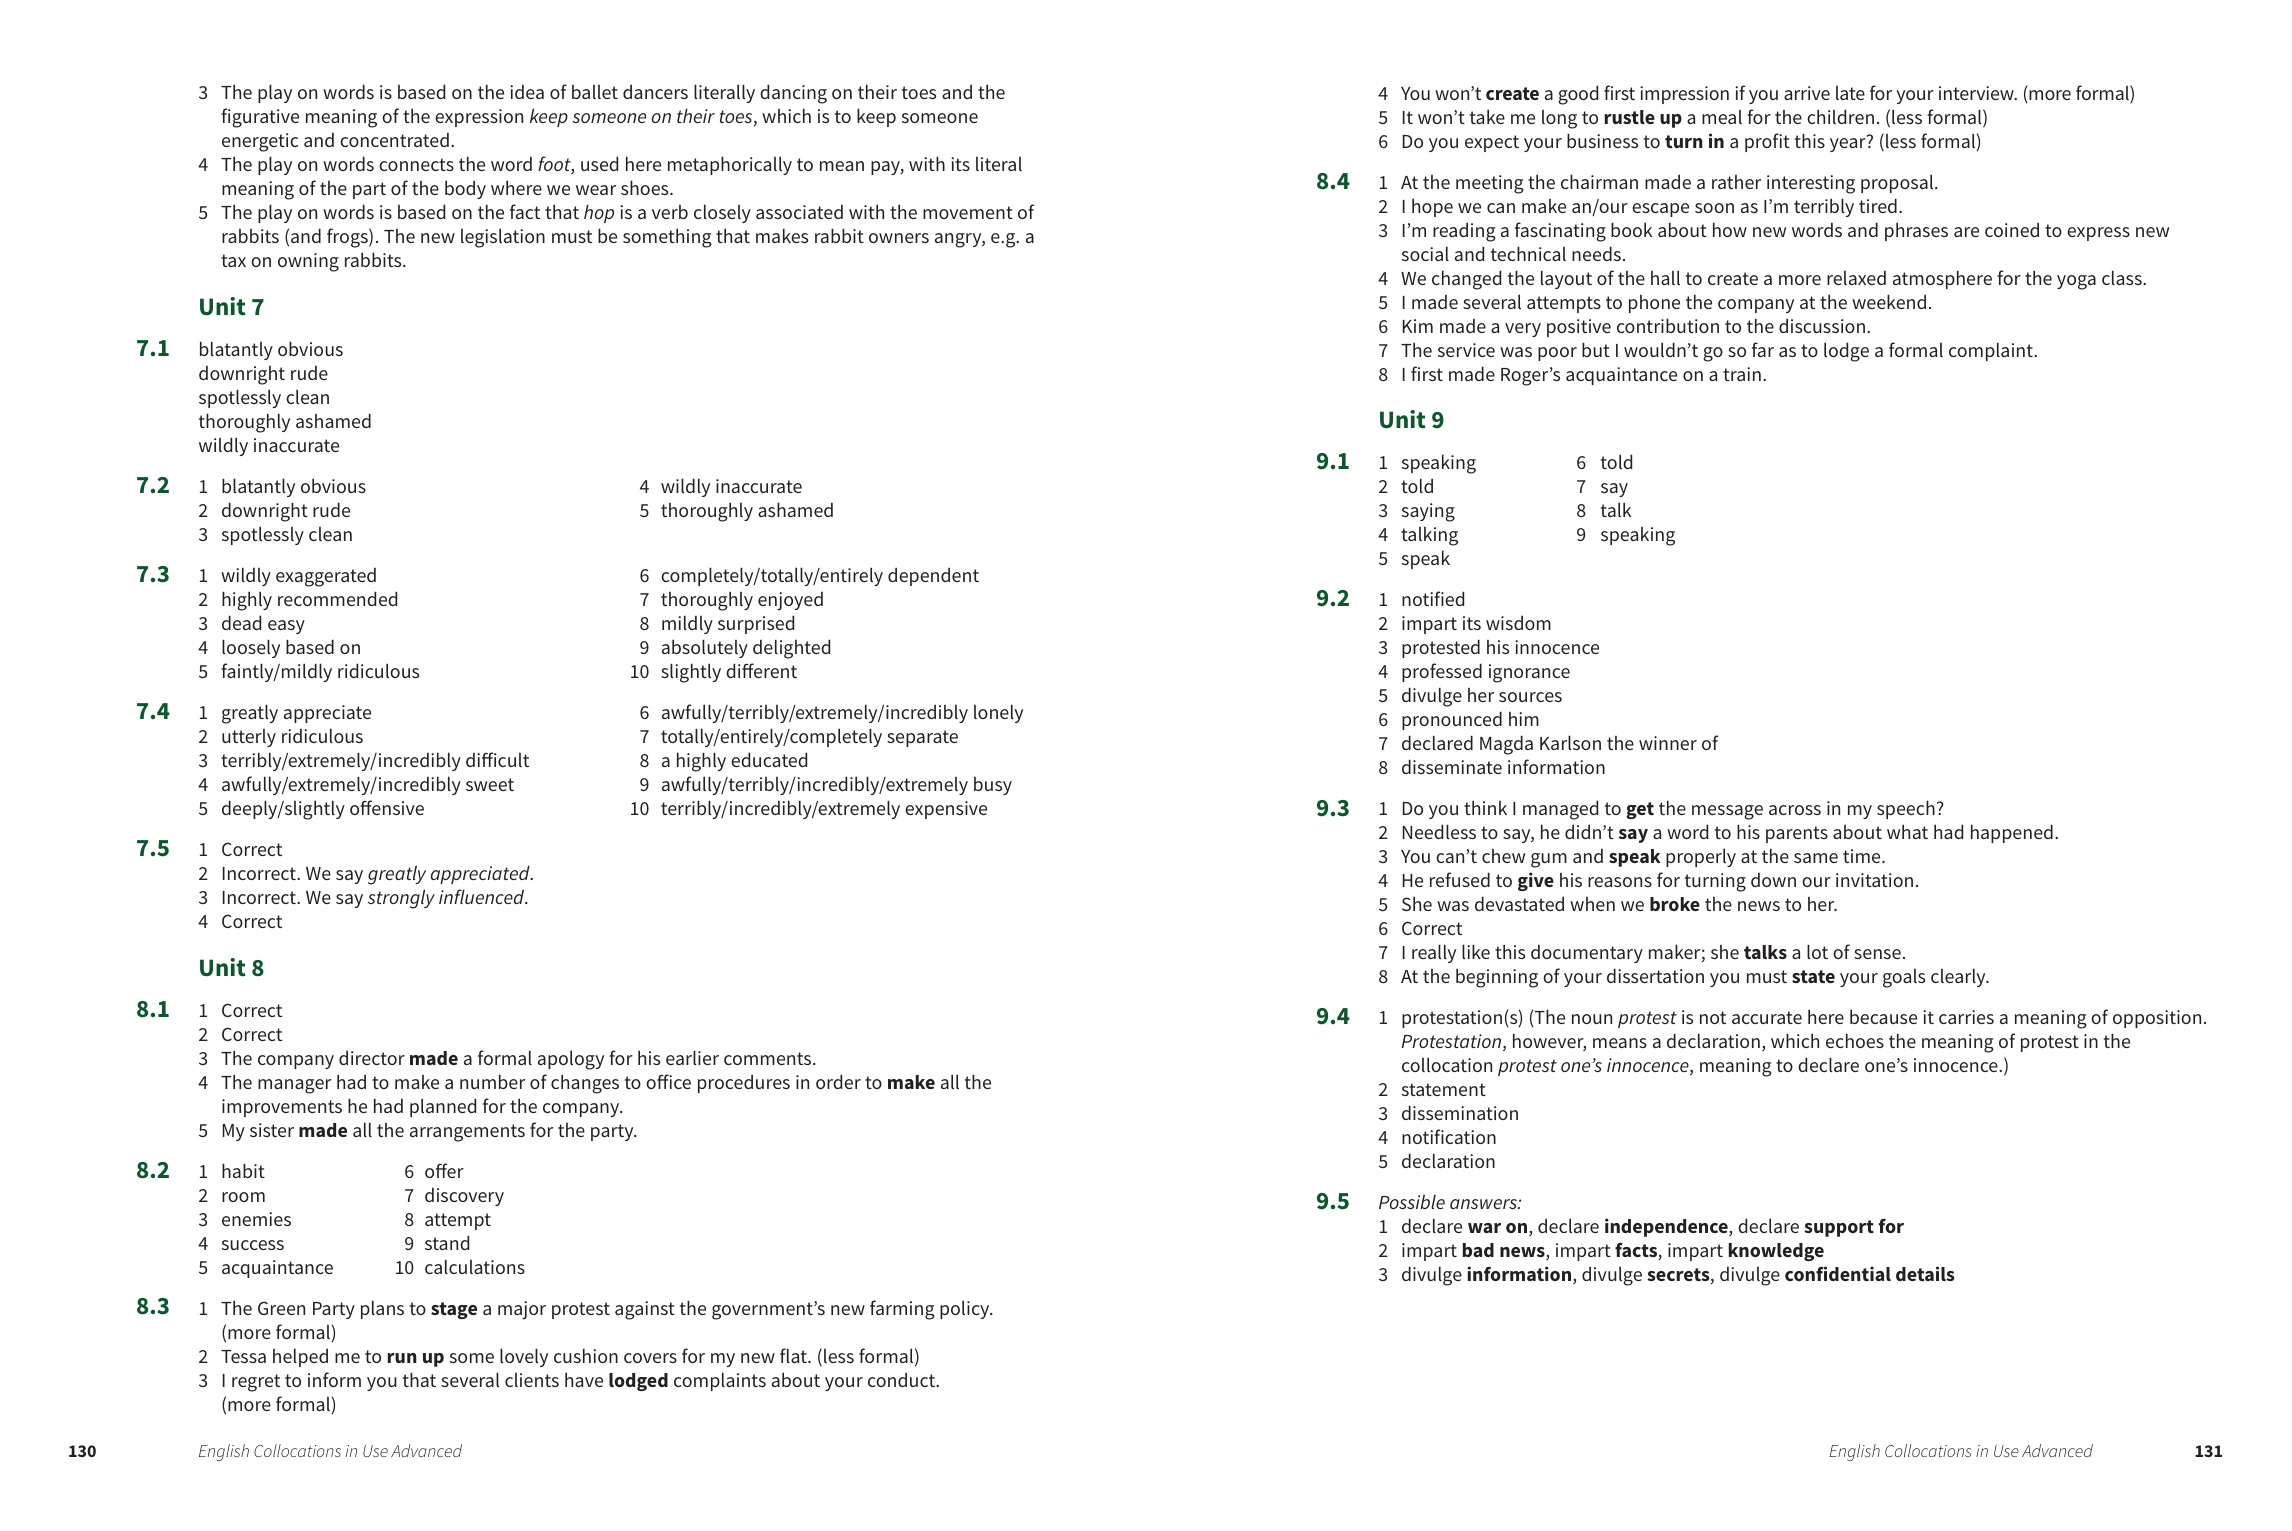 3 The play on words is based on the idea of ballet dancers literally dancing on their toes and the
figurative meaning of the expression keep someone on their toes, which is to keep someone
energetic and concentrated.
4 The play on words connects the word foot, used here metaphorically to mean pay, with its literal
meaning of the part of the body where we wear shoes.
5 The play on words is based on the fact that hop is a verb closely associated with the movement of
rabbits (and frogs). The new legislation must be something that makes rabbit owners angry, e.g. a
tax on owning rabbits.
Unit 7
7.1 blatantly obvious
downright rude
spotlessly clean
thoroughly ashamed
wildly inaccurate
7.2 1 blatantly obvious
2 downright rude
3 spotlessly clean
4 wildly inaccurate
5 thoroughly ashamed
7.3 1 wildly exaggerated
2 highly recommended
3 dead easy
4 loosely based on
5 faintly/mildly ridiculous
6 completely/totally/entirely dependent
7 thoroughly enjoyed
8 mildly surprised
9 absolutely delighted
10 slightly different
7.4 1 greatly appreciate
2 utterly ridiculous
3 terribly/extremely/incredibly difficult
4 awfully/extremely/incredibly sweet
5 deeply/slightly offensive
6 awfully/terribly/extremely/incredibly lonely
7 totally/entirely/completely separate
8 a highly educated
9 awfully/terribly/incredibly/extremely busy
10 terribly/incredibly/extremely expensive
7.5 1 Correct
2 Incorrect. We say greatly appreciated.
3 Incorrect. We say strongly influenced.
4 Correct
Unit 8
8.1 1 Correct
2 Correct
3 The company director made a formal apology for his earlier comments.
4 The manager had to make a number of changes to office procedures in order to make all the
improvements he had planned for the company.
5 My sister made all the arrangements for the party.
8.2 1 habit
2 room
3 enemies
4 success
5 acquaintance
6 offer
7 discovery
8 attempt
9 stand
10 calculations
8.3 1 The Green Party plans to stage a major protest against the government's new farming policy.
(more formal)
2 Tessa helped me to run up some lovely cushion covers for my new flat. (less formal)
3 I regret to inform you that several clients have lodged complaints about your conduct.
(more formal)
130 English Collocations in Use Advanced
4 You won't create a good first impression if you arrive late for your interview. (more formal)
5 It won't take me long to rustle up a meal for the children. (less formal)
6 Do you expect your business to turn in a profit this year? (less formal)
8.4 1 At the meeting the chairman made a rather interesting proposal.
2 I hope we can make an/our escape soon as I'm terribly tired.
3 I'm reading a fascinating book about how new words and phrases are coined to express new
social and technical needs.
4 We changed the layout of the hall to create a more relaxed atmosphere for the yoga class.
5 I made several attempts to phone the company at the weekend.
6 Kim made a very positive contribution to the discussion.
7 The service was poor but I wouldn't go so far as to lodge a formal complaint.
8 I first made Roger's acquaintance on a train.
Unit 9
9.1 1 speaking
2 told
3 saying
4 talking
5 speak
6 told
7 say
8 talk
9 speaking
9.2 1 notified
2 impart its wisdom
3 protested his innocence
4 professed ignorance
5 divulge her sources
6 pronounced him
7 declared Magda Karlson the winner of
8 disseminate information
9.3 1 Do you think I managed to get the message across in my speech?
2 Needless to say, he didn't say a word to his parents about what had happened.
3 You can't chew gum and speak properly at the same time.
4 He refused to give his reasons for turning down our invitation.
5 She was devastated when we broke the news to her.
6 Correct
7 I really like this documentary maker; she talks a lot of sense.
8 At the beginning of your dissertation you must state your goals clearly.
9.4 1 protestation(s) (The noun protest is not accurate here because it carries a meaning of opposition.
Protestation, however, means a declaration, which echoes the meaning of protest in the
collocation protest one's innocence, meaning to declare one's innocence.)
2 statement
3 dissemination
4 notification
5 declaration
9.5 Possible answers:
1 declare war on, declare independence, declare support for
2 impart bad news, impart facts, impart knowledge
3 divulge information, divulge secrets, divulge confidential details
English Collocations in Use Advanced 131